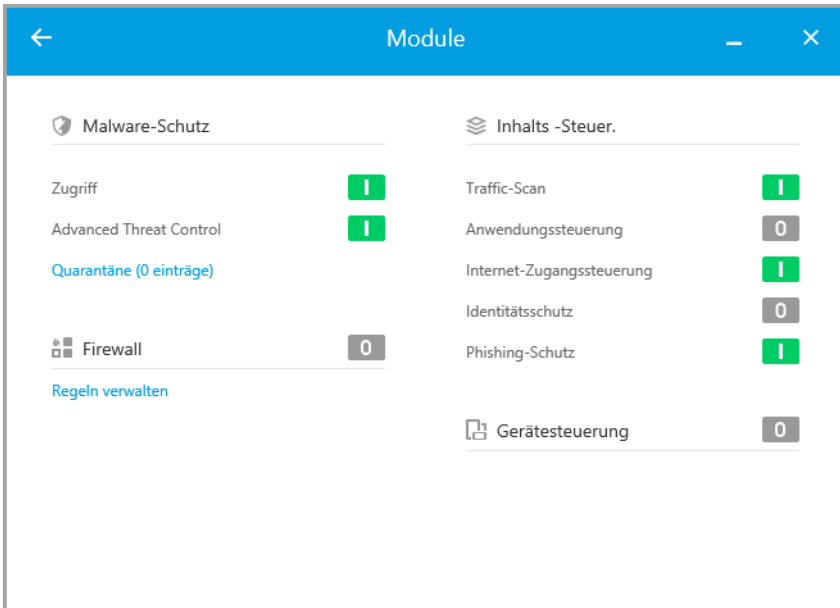 Module
Malware-Schutz
Zugriff I
Advanced Threat Control I
Quarantäne (0 einträge)
Firewall 0
Regeln verwalten
Inhalts -Steuer.
Traffic-Scan I
Anwendungssteuerung 0
Internet-Zugangssteuerung I
Identitätsschutz 0
Phishing-Schutz I
Gerätesteuerung 0